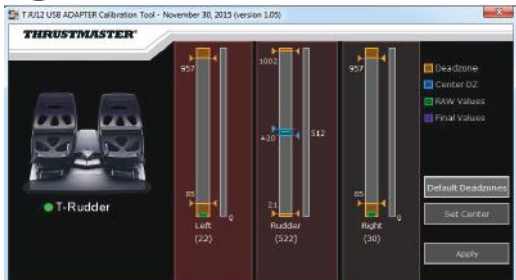 T.RJ12 USB ADAPTER Calibration Tool - November 30, 2015 (version 1.05)
THRUSTMASTER
957
1002
957
Deadzone
Center DZ
RAW Values
Final Values
±20
512
85
21
85
0
0
T-Rudder
Left
Rudder
Right
(22)
(522)
(30)
Default Deadzones
Set Center
Apply